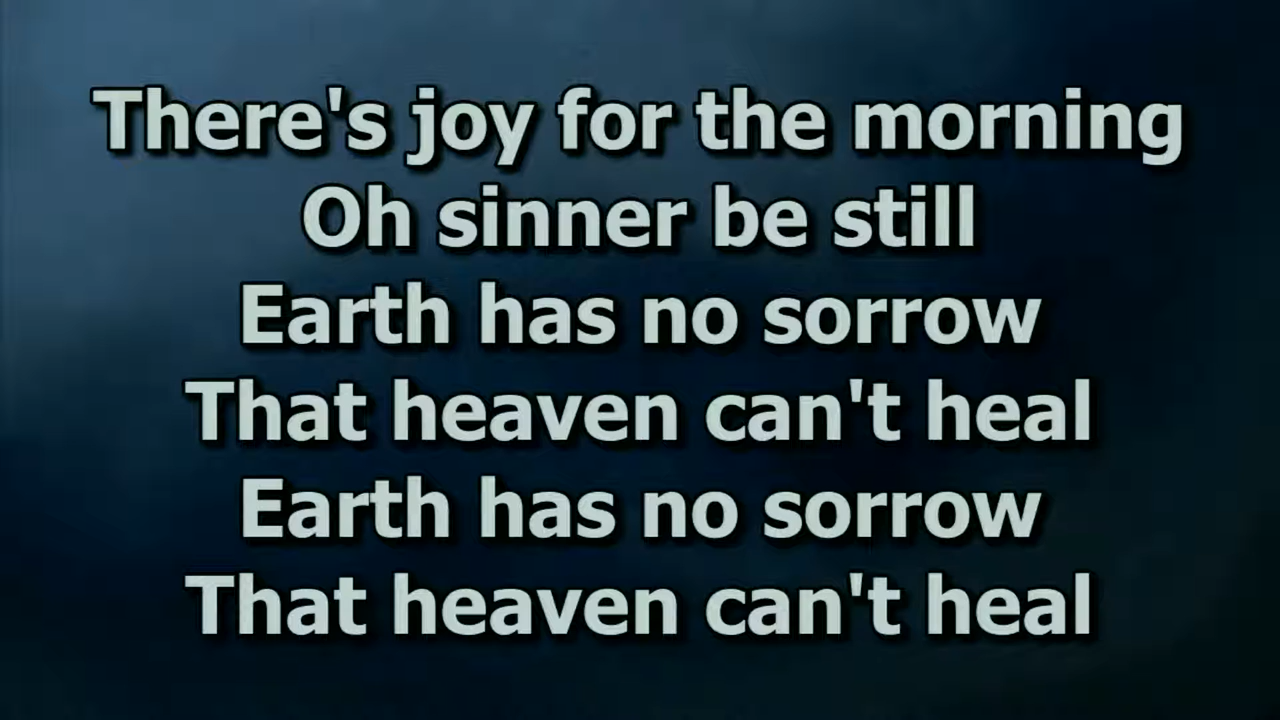 There's joy for the morning
Oh sinner be still
Earth has no sorrow
That heaven can't heal
Earth has no sorrow
That heaven can't heal